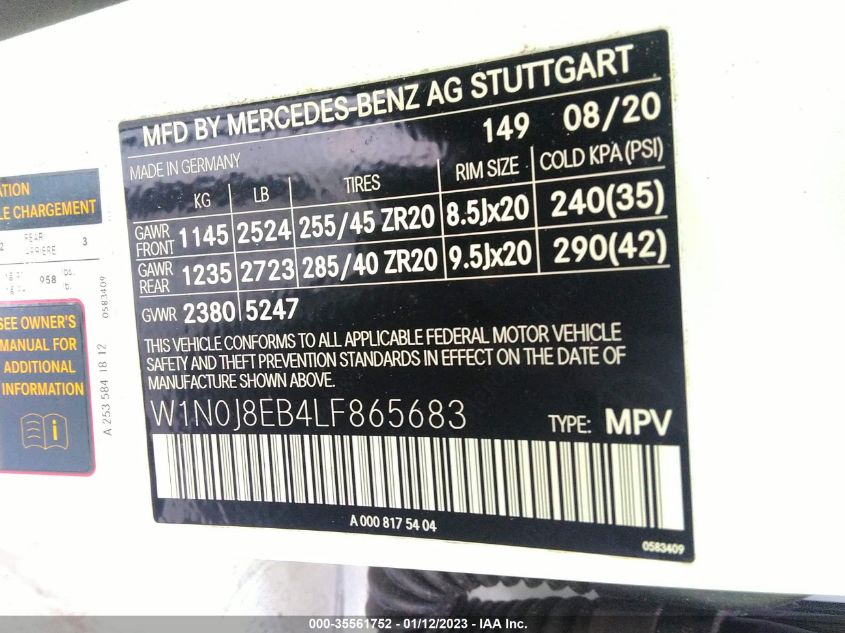 MFD BY MERCEDES-BENZ AG STUTTGART
149 08/20
MADE IN GERMANY
KG LB TIRES RIM SIZE COLD KPA (PSI)
GAWR FRONT 1145 2524 255/45 ZR20 8.5Jx20 240(35)
GAWR REAR 1235 2723 285/40 ZR20 9.5Jx20 290(42)
GVWR 2380 5247
THIS VEHICLE CONFORMS TO ALL APPLICABLE FEDERAL MOTOR VEHICLE
SAFETY AND THEFT PREVENTION STANDARDS IN EFFECT ON THE DATE OF
MANUFACTURE SHOWN ABOVE.
W1N0J8EB4LF865683 TYPE: MPV
A 000 817 54 04
0583409
ATION
LE CHARGEMENT
2 REAR 3
ARRIERE
958 lbs.
lb.
0583409
SEE OWNER'S
MANUAL FOR
ADDITIONAL
INFORMATION
A 253 584 18 12
000-35561752 - 01/12/2023 - IAA Inc.